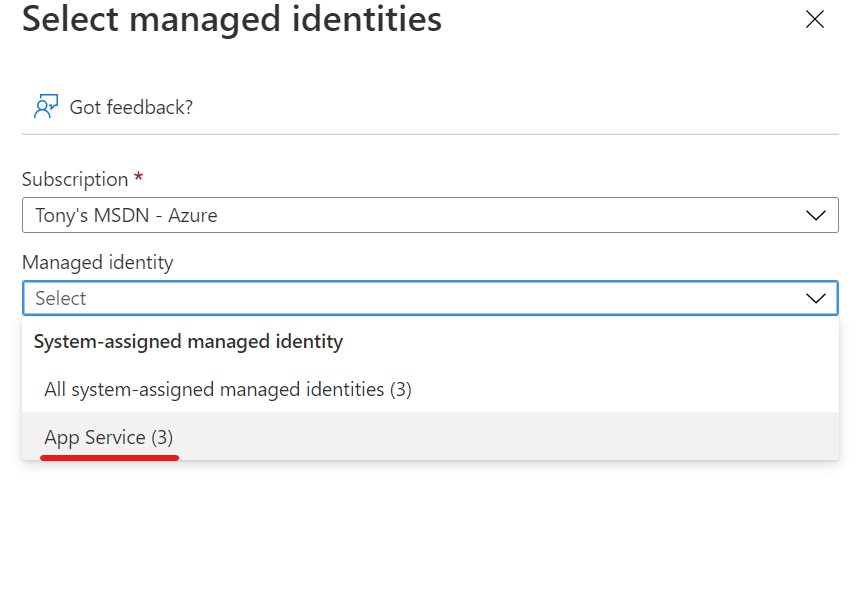 Select managed identities
Got feedback?
Subscription *
Tony's MSDN - Azure
Managed identity
Select
System-assigned managed identity
All system-assigned managed identities (3)
App Service (3)